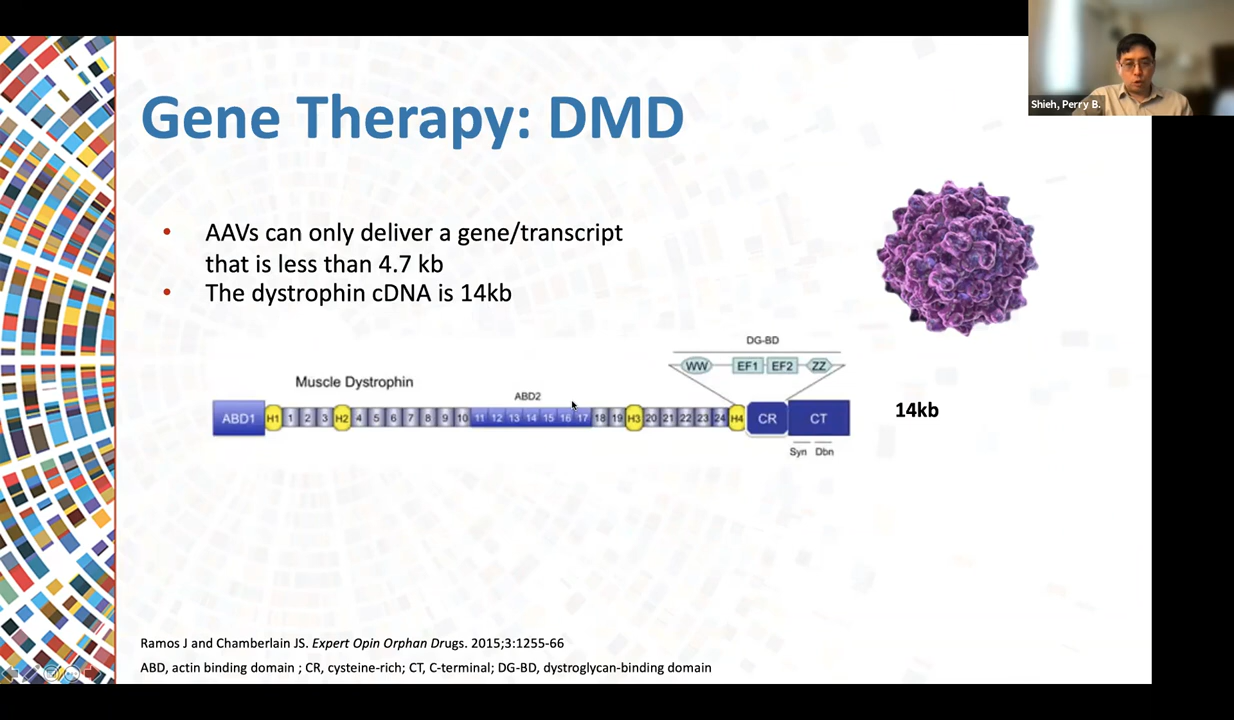 Shieh, Perry B.
Gene Therapy: DMD
• AAVs can only deliver a gene/transcript
that is less than 4.7 kb
• The dystrophin cDNA is 14kb
DG-BD
WW EF1 EF2 ZZ
Muscle Dystrophin
ABD2
ABD1 H1 1 2 3 H2 4 5 6 7 8 9 10 11 12 13 14 15 16 17 18 19 H3 20 21 22 23 24 H4 CR CT
14kb
Syn Dbn
Ramos J and Chamberlain JS. Expert Opin Orphan Drugs. 2015;3:1255-66
ABD, actin binding domain ; CR, cysteine-rich; CT, C-terminal; DG-BD, dystroglycan-binding domain